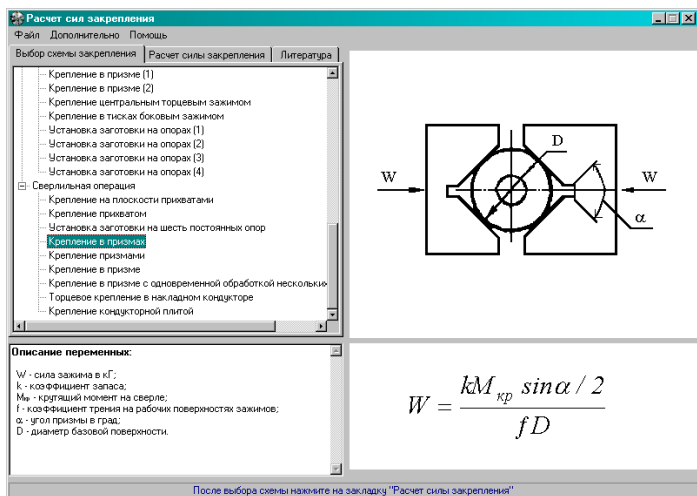 Расчет сил закрепления
Файл Дополнительно Помощь
Выбор схемы закрепления Расчет силы закрепления Литература
Крепление в призме (1)
Крепление в призме (2)
Крепление центральным торцевым зажимом
Крепление в тисках боковым зажимом
Установка заготовки на опорах (1)
Установка заготовки на опорах (2)
Установка заготовки на опорах (3)
Установка заготовки на опорах (4)
Сверлильная операция
Крепление на плоскости прихватами
Крепление прихватом
Установка заготовки на шесть постоянных опор
Крепление в призмах
Крепление призмами
Крепление в призме
Крепление в призме с одновременной обработкой нескольких
Торцевое крепление в накладном кондукторе
Крепление кондукторной плитой
D
W W
α
Описание переменных:
W - сила зажима в кГ;
k - коэффициент запаса;
Mкр - крутящий момент на сверле;
f - коэффициент трения на рабочих поверхностях зажимов;
α - угол призмы в град;
D - диаметр базовой поверхности.
W = kM кр sin α / 2
f D
После выбора схемы нажмите на закладку "Расчет силы закрепления"